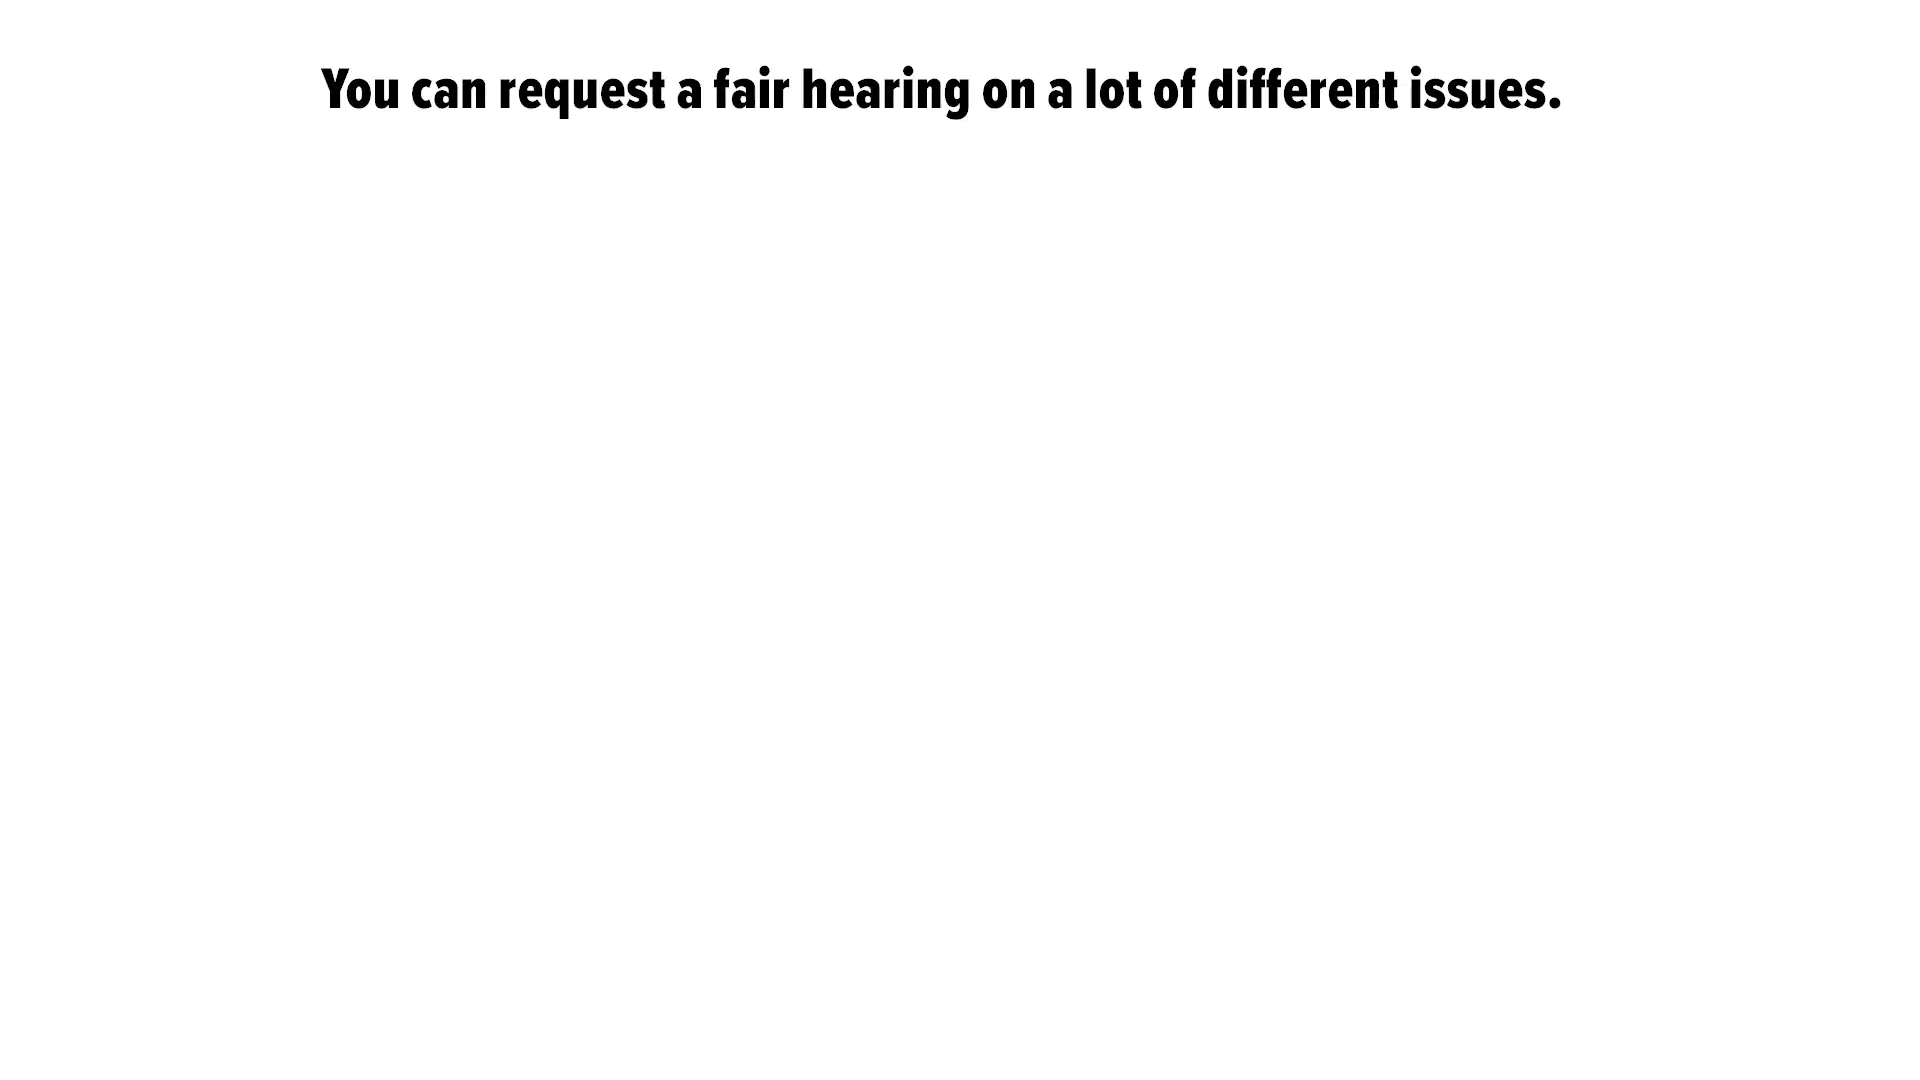 You can request a fair hearing on a lot of different issues.